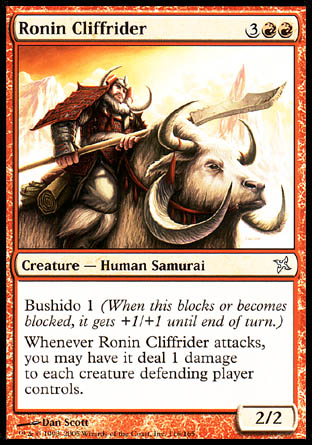 Ronin Cliffrider 3
Creature — Human Samurai
Bushido 1 (When this blocks or becomes
blocked, it gets +1/+1 until end of turn.)
Whenever Ronin Cliffrider attacks,
you may have it deal 1 damage
to each creature defending player
controls.
Dan Scott
2/2